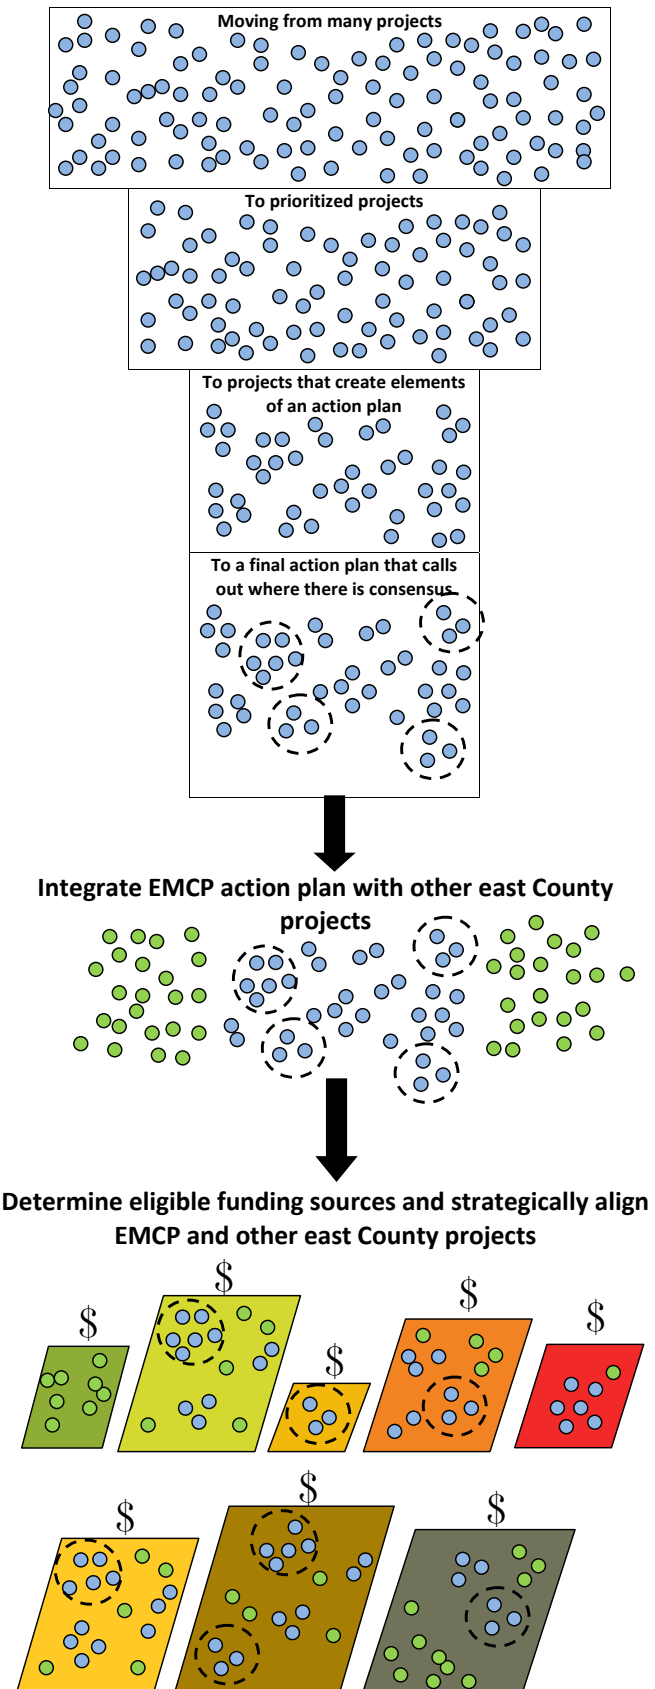 Moving from many projects
To prioritized projects
To projects that create elements
of an action plan
To a final action plan that calls
out where there is consensus
Integrate EMCP action plan with other east County
projects
Determine eligible funding sources and strategically align
EMCP and other east County projects
$
$
$
$
$
$
$
$